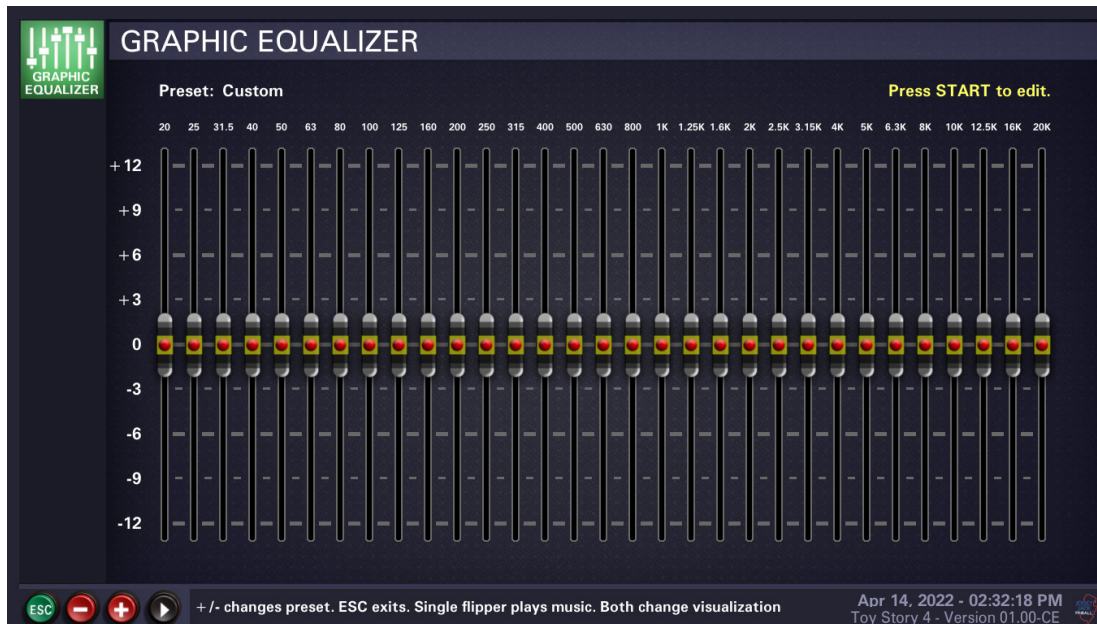 GRAPHIC EQUALIZER
GRAPHIC
EQUALIZER
Preset: Custom
Press START to edit.
20 25 31.5 40 50 63 80 100 125 160 200 250 315 400 500 630 800 1K 1.25K 1.6K 2K 2.5K 3.15K 4K 5K 6.3K 8K 10K 12.5K 16K 20K
+12
+9
+6
+3
0
-3
-6
-9
-12
ESC
+/- changes preset. ESC exits. Single flipper plays music. Both change visualization
Apr 14, 2022 - 02:32:18 PM
Toy Story 4 - Version 01.00-CE